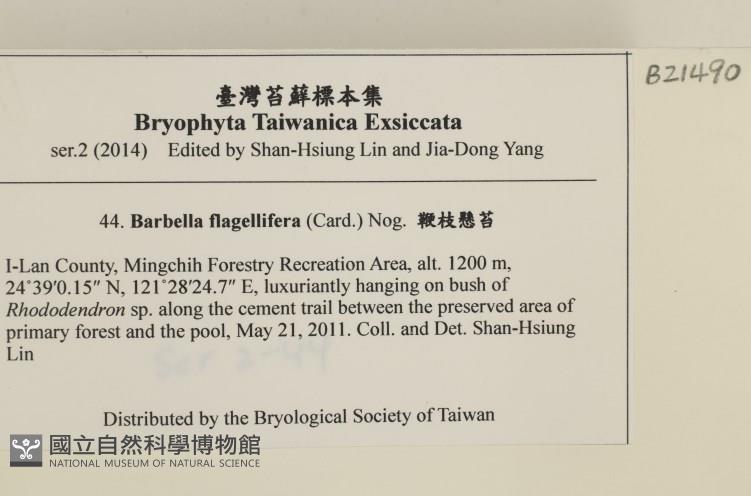 B21490
臺灣苔蘚標本集
Bryophyta Taiwanica Exsiccata
ser.2 (2014) Edited by Shan-Hsiung Lin and Jia-Dong Yang
44. Barbella flagellifera (Card.) Nog. 鞭枝懸苔
I-Lan County, Mingchih Forestry Recreation Area, alt. 1200 m,
24°39′0.15″ N, 121°28′24.7″ E, luxuriantly hanging on bush of
Rhododendron sp. along the cement trail between the preserved area of
primary forest and the pool, May 21, 2011. Coll. and Det. Shan-Hsiung
Lin
Ser 2-44
Distributed by the Bryological Society of Taiwan
國立自然科學博物館
NATIONAL MUSEUM OF NATURAL SCIENCE